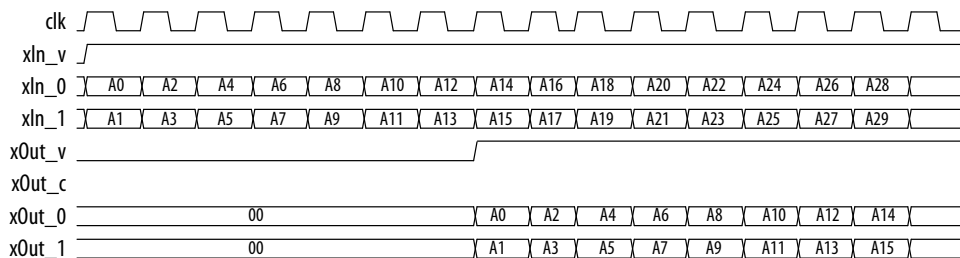 clk
xIn_v
xIn_0 A0 A2 A4 A6 A8 A10 A12 A14 A16 A18 A20 A22 A24 A26 A28
xIn_1 A1 A3 A5 A7 A9 A11 A13 A15 A17 A19 A21 A23 A25 A27 A29
xOut_v
xOut_c
xOut_0 00 A0 A2 A4 A6 A8 A10 A12 A14
xOut_1 00 A1 A3 A5 A7 A9 A11 A13 A15